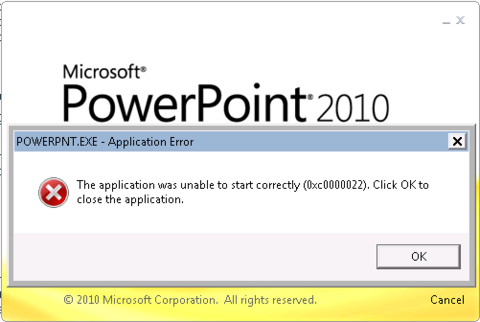 Microsoft®
PowerPoint® 2010
POWERPNT.EXE - Application Error
The application was unable to start correctly (0xc0000022). Click OK to
close the application.
OK
© 2010 Microsoft Corporation. All rights reserved.
Cancel